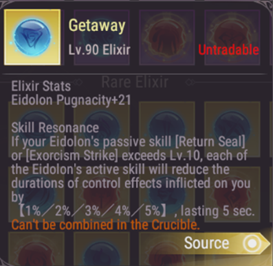 Getaway
Lv.90 Elixir
Untradable
Rare Elixir
Elixir Stats
Eidolon Pugnacity+21
Skill Resonance
If your Eidolon's passive skill [Return Seal]
or [Exorcism Strike] exceeds Lv.10, each of
the Eidolon's active skill will reduce the
durations of control effects inflicted on you
by
【1%／2%／3%／4%／5%】, lasting 5 sec.
Can't be combined in the Crucible.
Source